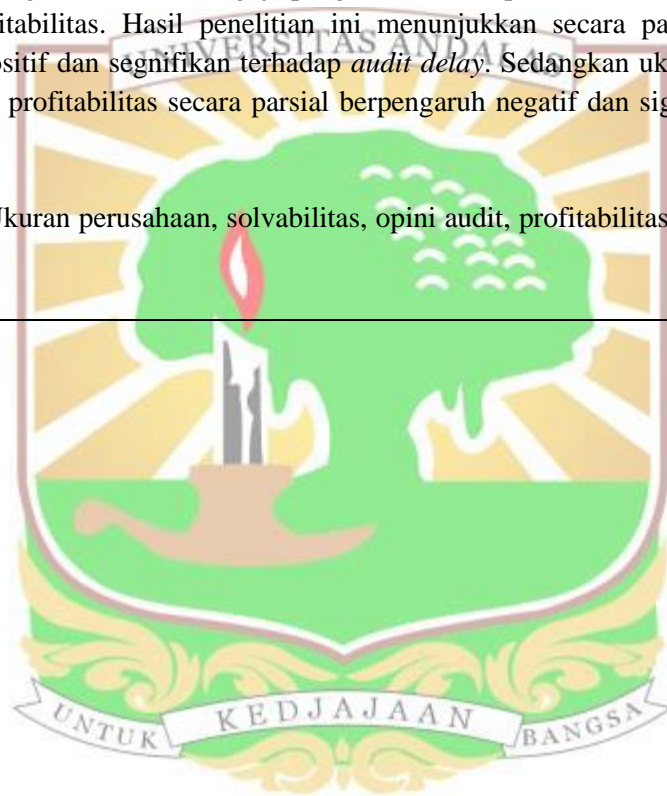 itabilitas. Hasil penelitian ini menunjukkan secara pa
UNIVERSITAS ANDALAS
sitif dan segnifikan terhadap audit delay. Sedangkan uk
profitabilitas secara parsial berpengaruh negatif dan sig
kuran perusahaan, solvabilitas, opini audit, profitabilitas
UNTUK KEDJAJAAN BANGSA